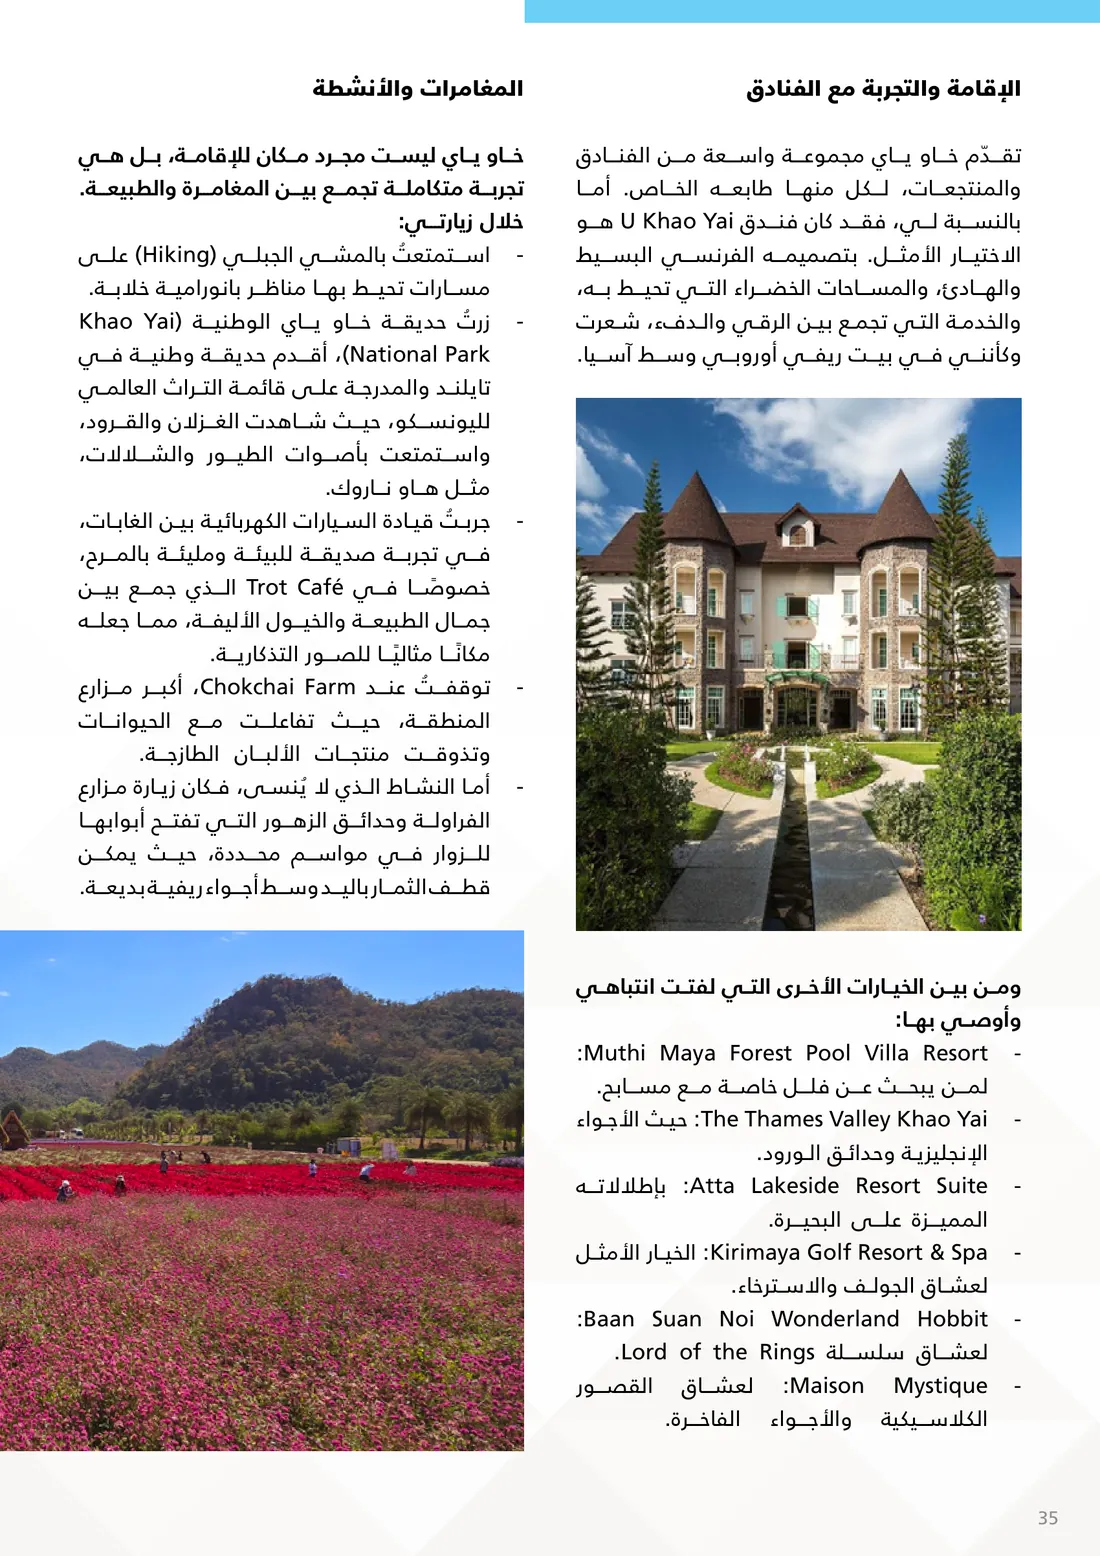 الإقامة والتجربة مع الفنادق
تقدّم خاو ياي مجموعة واسعة من الفنادق
والمنتجعات، لكل منها طابعه الخاص. أما
بالنسبة لي، فقد كان فندق U Khao Yai هو
الاختيار الأمثل. بتصميمه الفرنسي البسيط
والهادئ، والمساحات الخضراء التي تحيط به،
والخدمة التي تجمع بين الرقي والدفء، شعرت
وكأنني في بيت ريفي أوروبي وسط آسيا.
ومن بين الخيارات الأخرى التي لفتت انتباهي
وأوصي بها:
- Muthi Maya Forest Pool Villa Resort:
لمن يبحث عن فلل خاصة مع مسابح.
- The Thames Valley Khao Yai: حيث الأجواء
الإنجليزية وحدائق الورود.
- Atta Lakeside Resort Suite: بإطلالاته
المميزة على البحيرة.
- Kirimaya Golf Resort & Spa: الخيار الأمثل
لعشاق الجولف والاسترخاء.
- Baan Suan Noi Wonderland Hobbit:
لعشاق سلسلة Lord of the Rings.
- Maison Mystique: لعشاق القصور
الكلاسيكية والأجواء الفاخرة.
المغامرات والأنشطة
خاو ياي ليست مجرد مكان للإقامة، بل هي
تجربة متكاملة تجمع بين المغامرة والطبيعة.
خلال زيارتي:
- استمتعتُ بالمشي الجبلي (Hiking) على
مسارات تحيط بها مناظر بانورامية خلابة.
- زرتُ حديقة خاو ياي الوطنية (Khao Yai
National Park)، أقدم حديقة وطنية في
تايلند والمدرجة على قائمة التراث العالمي
لليونسكو، حيث شاهدت الغزلان والقرود،
واستمتعت بأصوات الطيور والشلالات،
مثل هاو ناروك.
- جربتُ قيادة السيارات الكهربائية بين الغابات،
في تجربة صديقة للبيئة ومليئة بالمرح،
خصوصًا في Trot Café الذي جمع بين
جمال الطبيعة والخيول الأليفة، مما جعله
مكانًا مثاليًا للصور التذكارية.
- توقفتُ عند Chokchai Farm، أكبر مزارع
المنطقة، حيث تفاعلت مع الحيوانات
وتذوقت منتجات الألبان الطازجة.
- أما النشاط الذي لا يُنسى، فكان زيارة مزارع
الفراولة وحدائق الزهور التي تفتح أبوابها
للزوار في مواسم محددة، حيث يمكن
قطف الثمار باليد وسط أجواء ريفية بديعة.
35